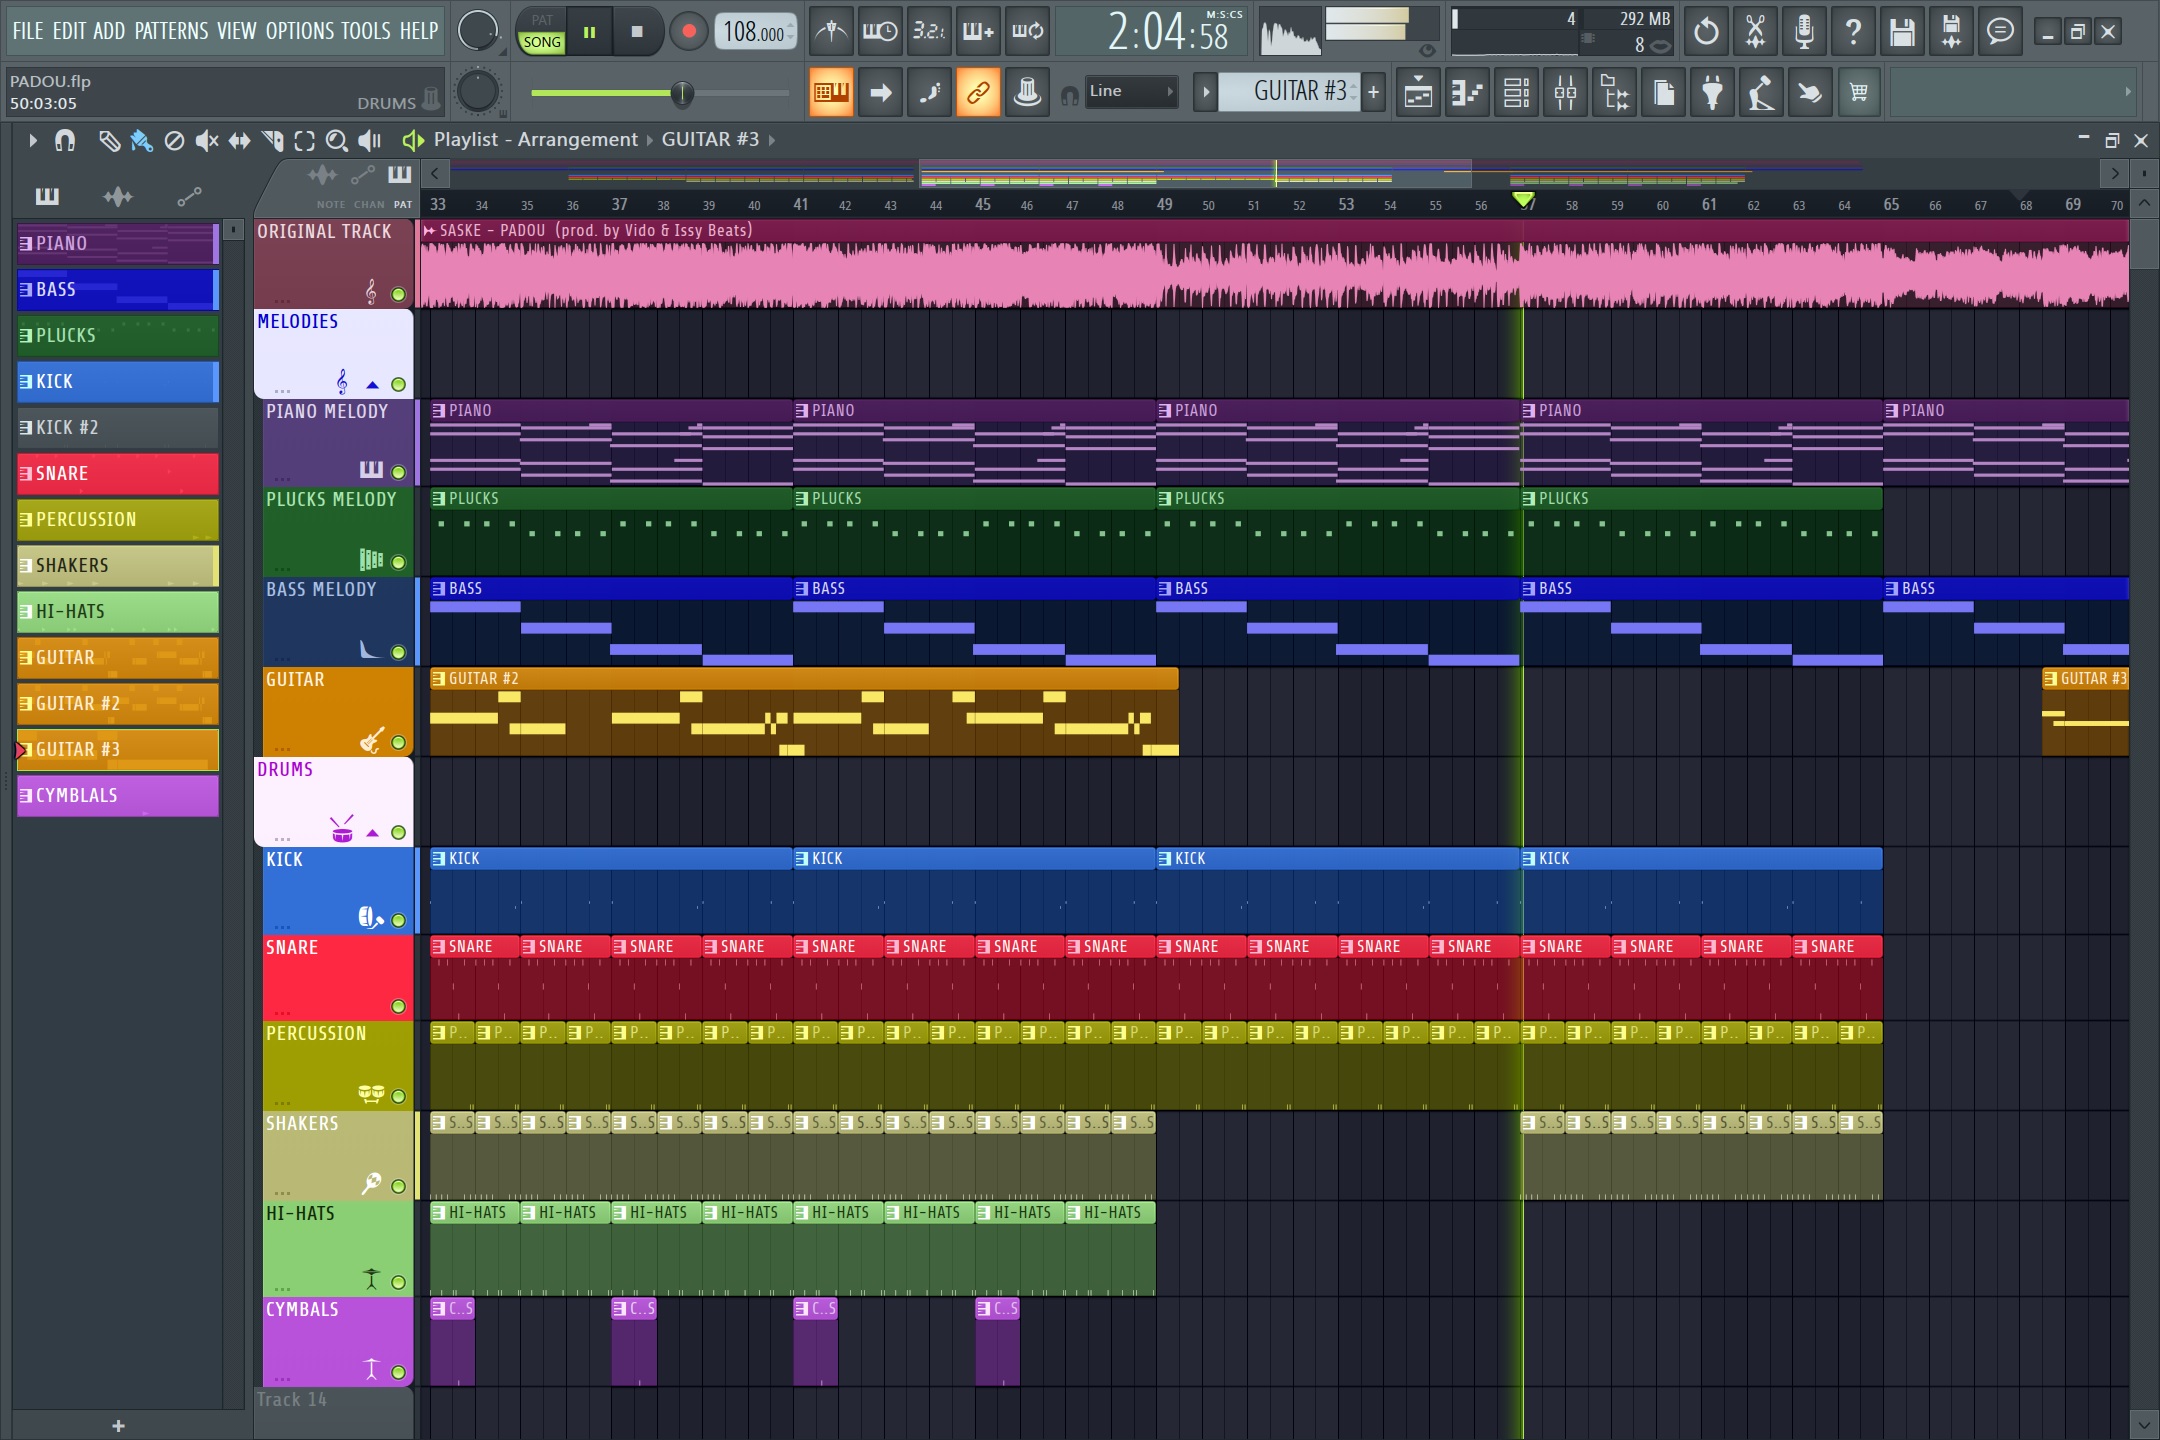 FILE EDIT ADD PATTERNS VIEW OPTIONS TOOLS HELP
PAT
SONG
108.000
3.2.1.
M:S:CS
2:04:58
4
292 MB
8
PADOU.flp
50:03:05
DRUMS
Line
GUITAR #3
+
Playlist - Arrangement GUITAR #3
NOTE CHAN PAT
33 34 35 36 37 38 39 40 41 42 43 44 45 46 47 48 49 50 51 52 53 54 55 56 57 58 59 60 61 62 63 64 65 66 67 68 69 70
PIANO
BASS
PLUCKS
KICK
KICK #2
SNARE
PERCUSSION
SHAKERS
HI-HATS
GUITAR
GUITAR #2
GUITAR #3
CYMBLALS
+
ORIGINAL TRACK
SASKE - PADOU (prod. by Vido & Issy Beats)
MELODIES
PIANO MELODY
PIANO PIANO PIANO PIANO PIANO
PLUCKS MELODY
PLUCKS PLUCKS PLUCKS PLUCKS
BASS MELODY
BASS BASS BASS BASS BASS
GUITAR
GUITAR #2 GUITAR #3
DRUMS
KICK
KICK KICK KICK KICK
SNARE
SNARE SNARE SNARE SNARE SNARE SNARE SNARE SNARE SNARE SNARE SNARE SNARE SNARE SNARE SNARE SNARE
PERCUSSION
P.. P.. P.. P.. P.. P.. P.. P.. P.. P.. P.. P.. P.. P.. P.. P.. P.. P.. P.. P.. P.. P.. P.. P.. P.. P.. P.. P.. P.. P.. P.. P..
SHAKERS
S..S S..S S..S S..S S..S S..S S..S S..S S..S S..S S..S S..S S..S S..S S..S S..S S..S S..S S..S S..S S..S S..S S..S S..S
HI-HATS
HI-HATS HI-HATS HI-HATS HI-HATS HI-HATS HI-HATS HI-HATS HI-HATS
CYMBALS
C..S C..S C..S C..S
Track 14